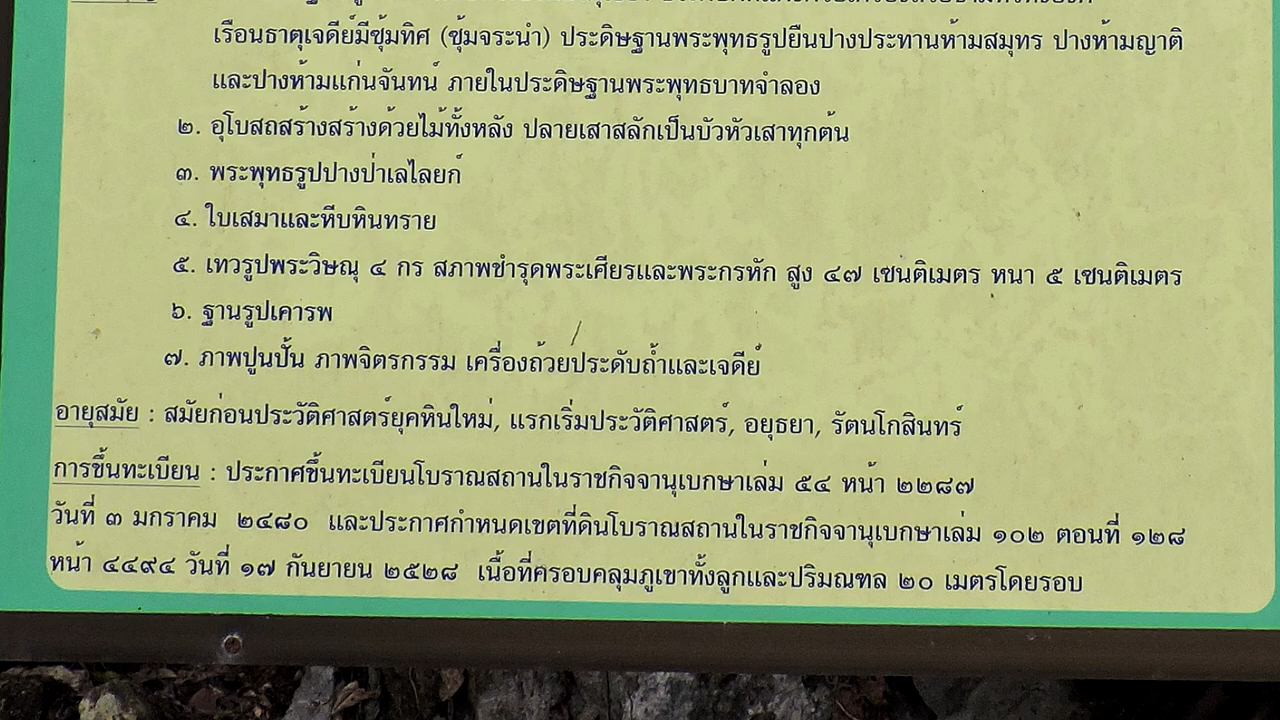 เรือนธาตุเจดีย์มีซุ้มทิศ (ซุ้มจระนำ) ประดิษฐานพระพุทธรูปยืนปางประทานห้ามสมุทร ปางห้ามญาติ
และปางห้ามแก่นจันทน์ ภายในประดิษฐานพระพุทธบาทจำลอง
๒. อุโบสถสร้างสร้างด้วยไม้ทั้งหลัง ปลายเสาสลักเป็นบัวหัวเสาทุกต้น
๓. พระพุทธรูปปางป่าเลไลยก์
๔. ใบเสมาและหีบหินทราย
๕. เทวรูปพระวิษณุ ๔ กร สภาพชำรุดพระเศียรและพระกรหัก สูง ๔๗ เซนติเมตร หนา ๕ เซนติเมตร
๖. ฐานรูปเคารพ
๗. ภาพปูนปั้น ภาพจิตรกรรม เครื่องถ้วยประดับถ้ำและเจดีย์
อายุสมัย : สมัยก่อนประวัติศาสตร์ยุคหินใหม่, แรกเริ่มประวัติศาสตร์, อยุธยา, รัตนโกสินทร์
การขึ้นทะเบียน : ประกาศขึ้นทะเบียนโบราณสถานในราชกิจจานุเบกษาเล่ม ๕๔ หน้า ๒๒๘๗
วันที่ ๓ มกราคม ๒๔๘๐ และประกาศกำหนดเขตที่ดินโบราณสถานในราชกิจจานุเบกษาเล่ม ๑๐๒ ตอนที่ ๑๒๘
หน้า ๔๔๙๔ วันที่ ๑๗ กันยายน ๒๕๒๘ เนื้อที่ครอบคลุมภูเขาทั้งลูกและปริมณฑล ๒๐ เมตรโดยรอบ